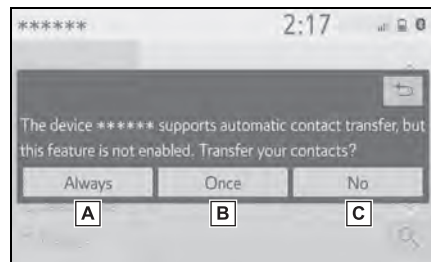 ****** 2:17
The device ****** supports automatic contact transfer, but
this feature is not enabled. Transfer your contacts?
Always Once No
A B C